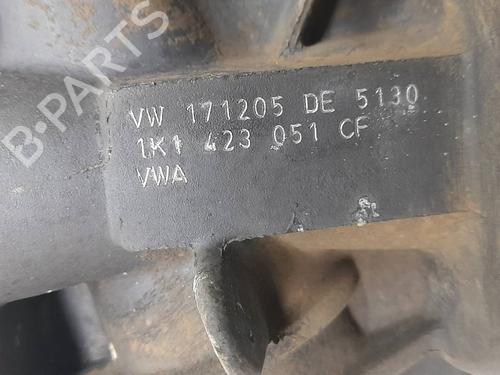 B-PARTS
VW 171205 DE 5130
1K1 423 051 CF
VWA